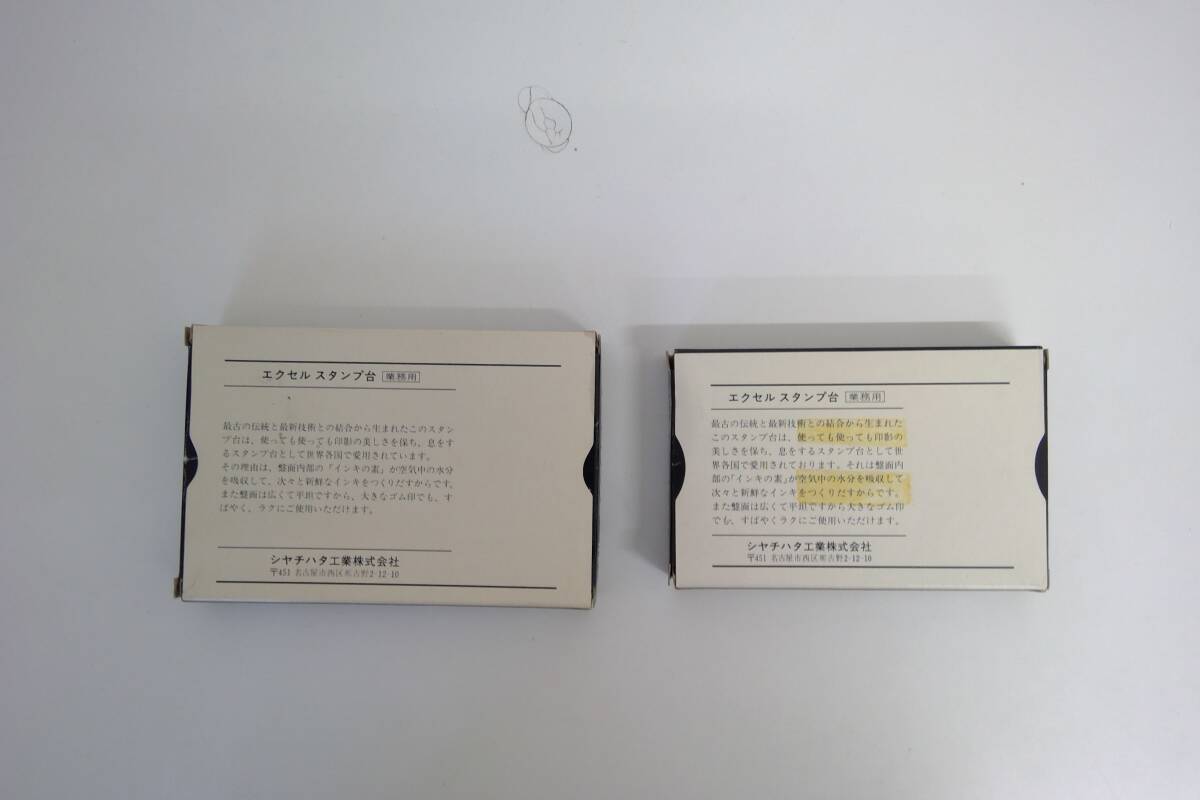 エクセル スタンプ台 業務用
最古の伝統と最新技術との結合から生まれたこのスタン
プ台は、使っても使っても印影の美しさを保ち、息をす
るスタンプ台として世界各国で愛用されています。
その理由は、盤面内部の「インキの素」が空気中の水分
を吸収して、次々と新鮮なインキをつくりだすからです。
また盤面は広くて平坦ですから、大きなゴム印でも、す
ばやく、ラクにご使用いただけます。
シヤチハタ工業株式会社
〒451 名古屋市西区所古野2-12-10
エクセル スタンプ台 業務用
最古の伝統と最新技術との結合から生まれた
このスタンプ台は、使っても使っても印影の
美しさを保ち、息をするスタンプ台として世
界各国で愛用されております。それは盤面内
部の「インキの素」が空気中の水分を吸収して
次々と新鮮なインキをつくりだすからです。
また盤面は広くて平坦ですから大きなゴム印
でも、すばやくラクにご使用いただけます。
シヤチハタ工業株式会社
〒451 名古屋市西区所古野2-12-10